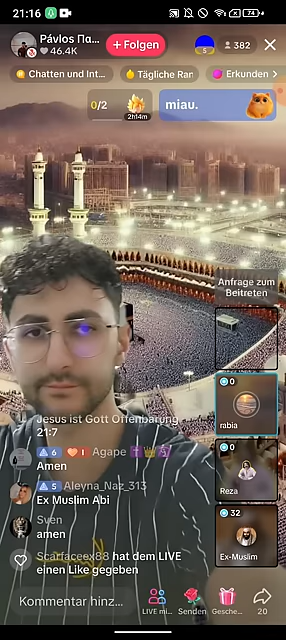 21:16
74
Pávlos Πα...
46.4K
+ Folgen
382
Chatten und Int...
Tägliche Ran
Erkunden
0/2
2h14m
miau.
Anfrage zum
Beitreten
0
rabia
0
Reza
32
Ex-Muslim
Jesus ist Gott Offenbarung
21:7
6 1 Agape
Amen
5 Aleyna_Naz_313
Ex Muslim Abi
Sven
amen
Scarfaceex88 hat dem LIVE
einen Like gegeben
Kommentar hinz...
LIVE mi...
Senden
Gesche...
20